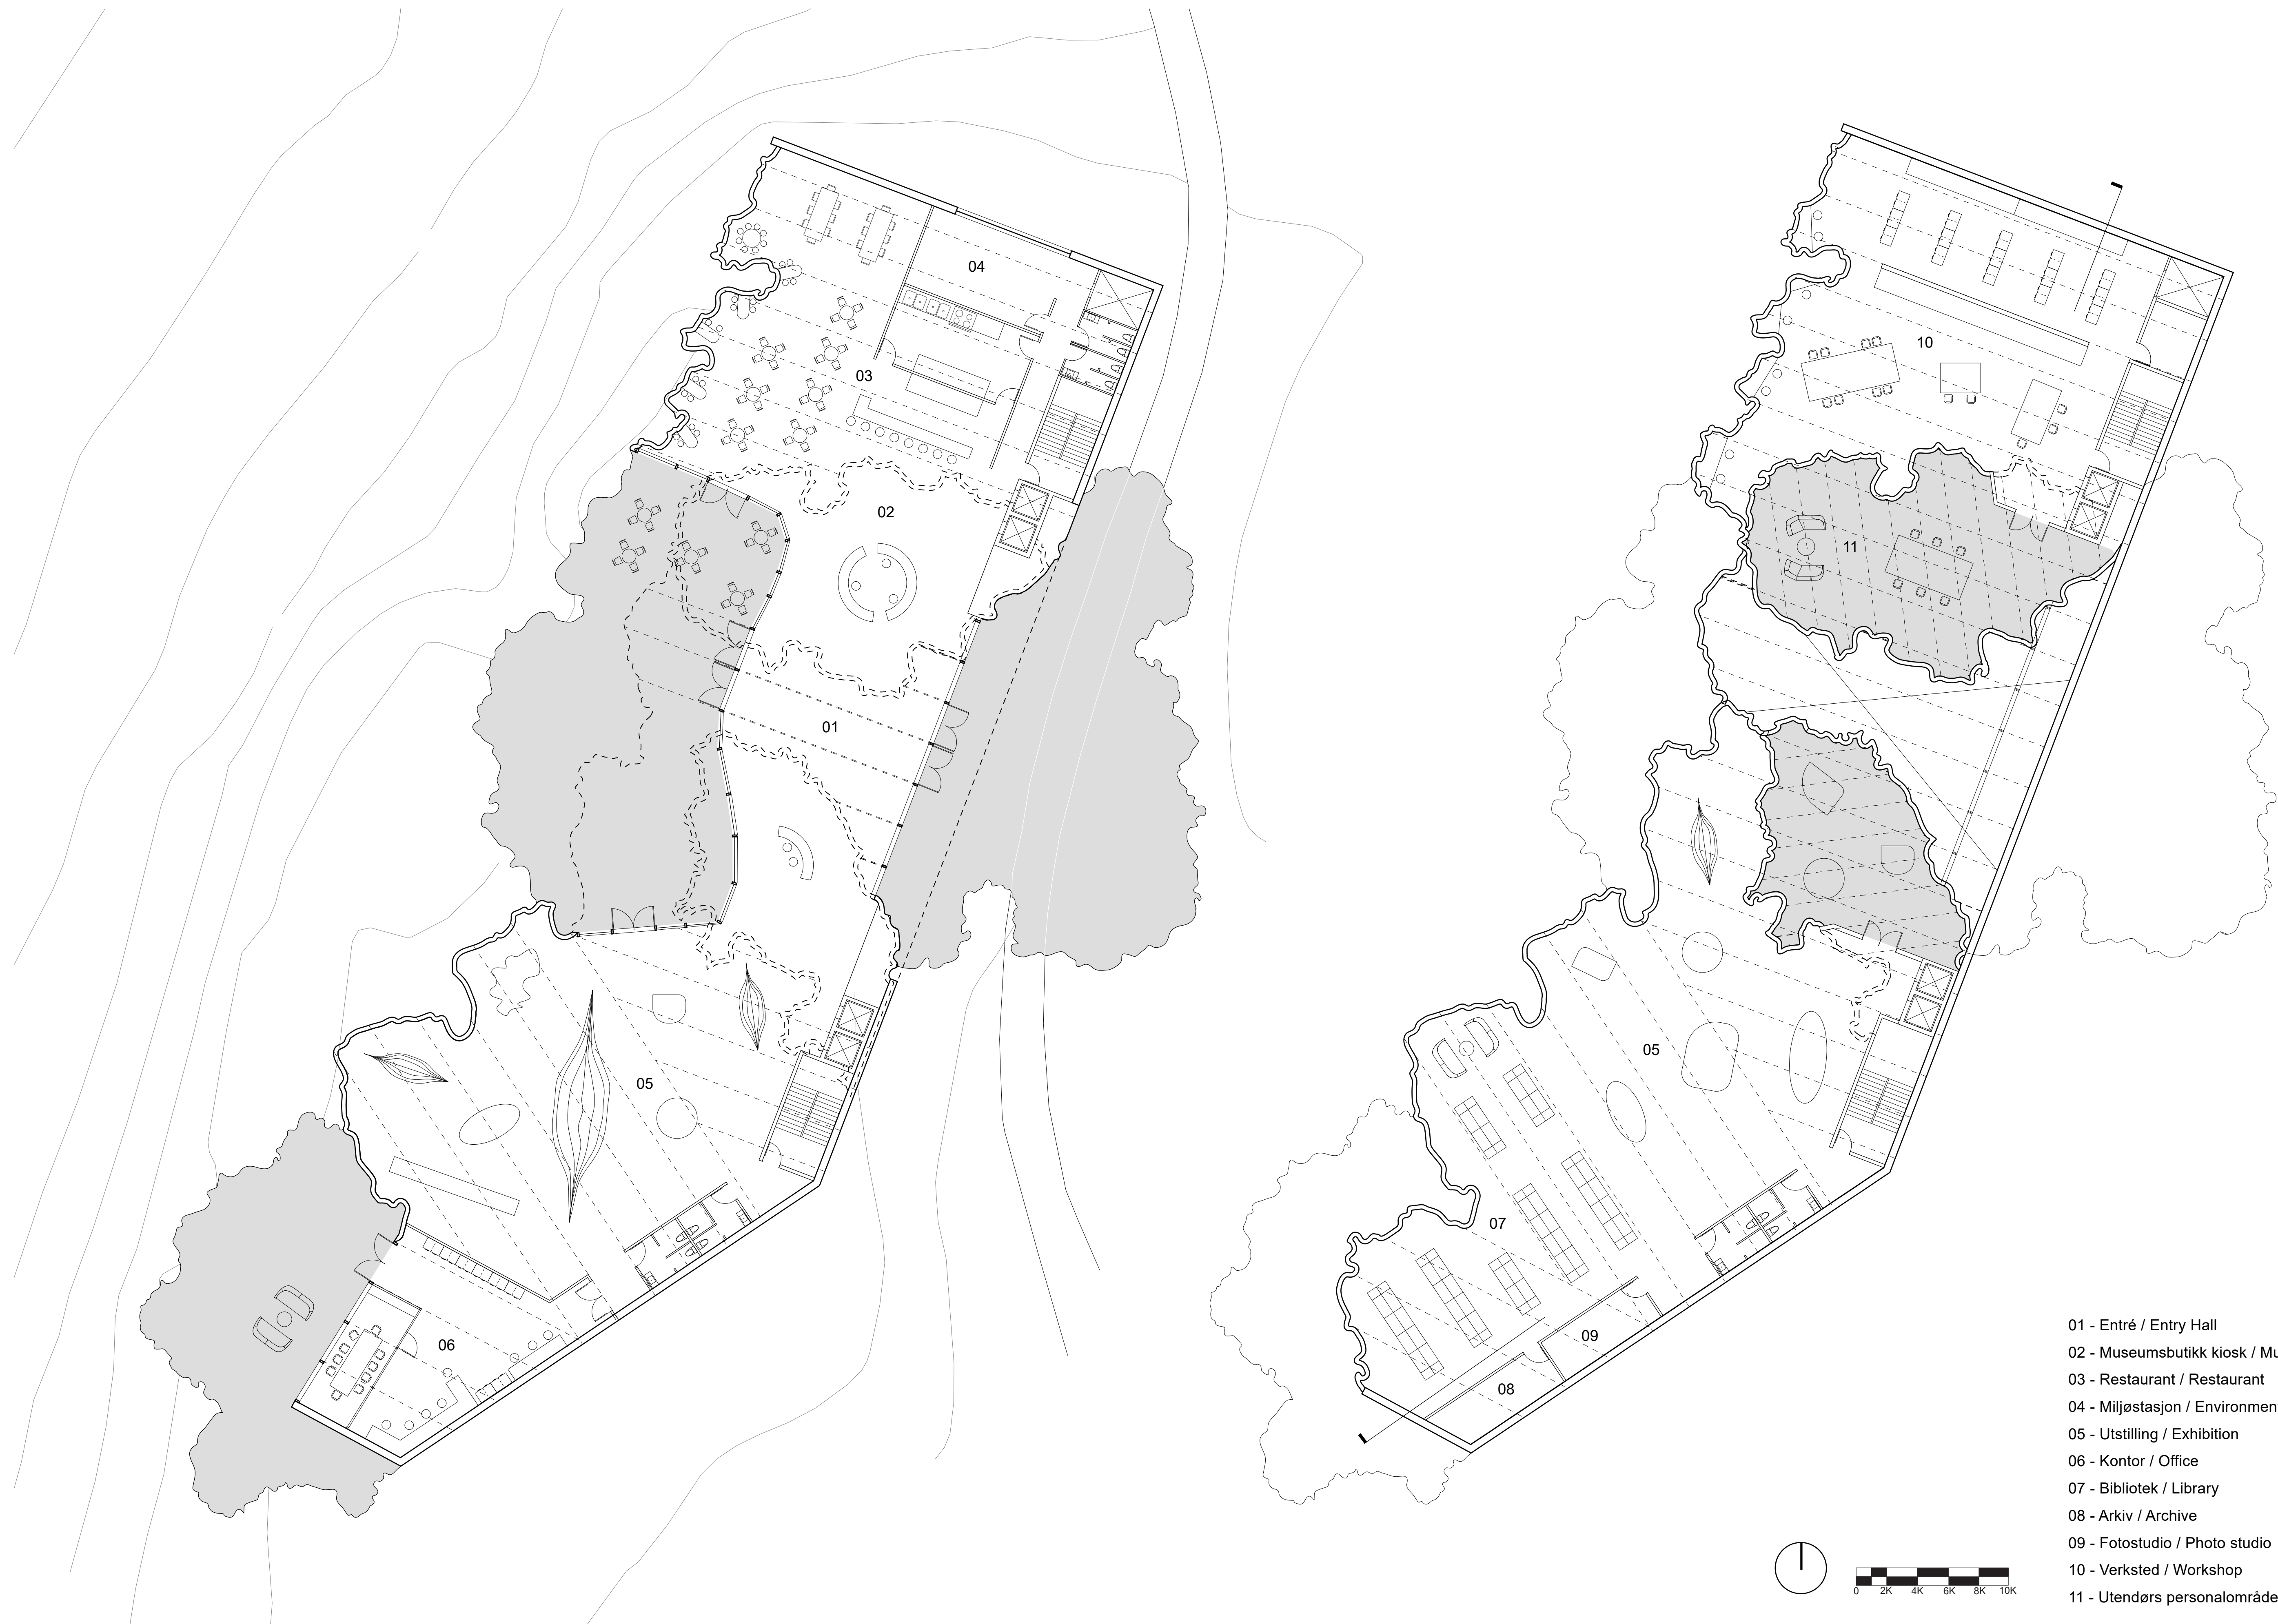 04
10
03
02
11
01
05
05
07
09
06
08
01 - Entré / Entry Hall
02 - Museumsbutikk kiosk /
03 - Restaurant / Restaurant
04 - Miljøstasjon /
05 - Utstilling / Exhibition
06 - Kontor / Office
07 - Bibliotek / Library
08 - Arkiv / Archive
09 - Fotostudio / Photo studio
10 - Verksted / Workshop
11 - Utendørs personalområde
0 2K 4K 6K 8K 10K